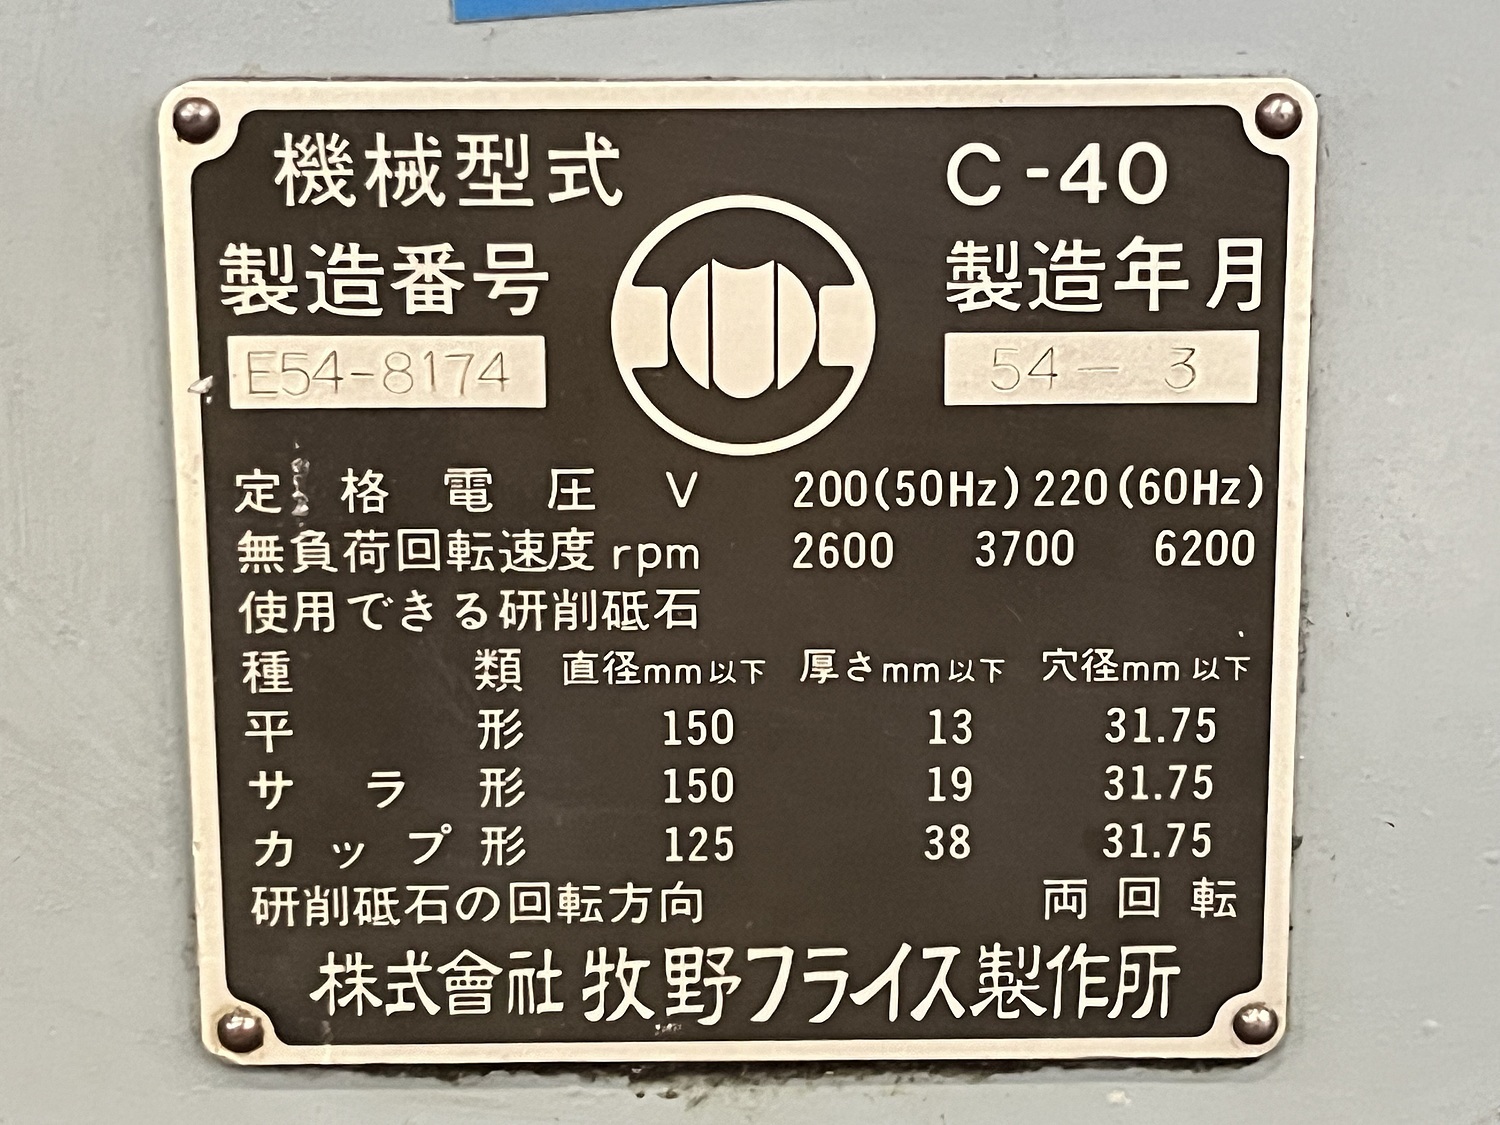 機械型式 C-40
製造番号 製造年月
E54-8174 54-3
定格電圧 V 200(50Hz) 220(60Hz)
無負荷回転速度 rpm 2600 3700 6200
使用できる研削砥石
種類 直径mm以下 厚さmm以下 穴径mm以下
平形 150 13 31.75
サラ形 150 19 31.75
カップ形 125 38 31.75
研削砥石の回転方向 両回転
株式會社 牧野フライス製作所